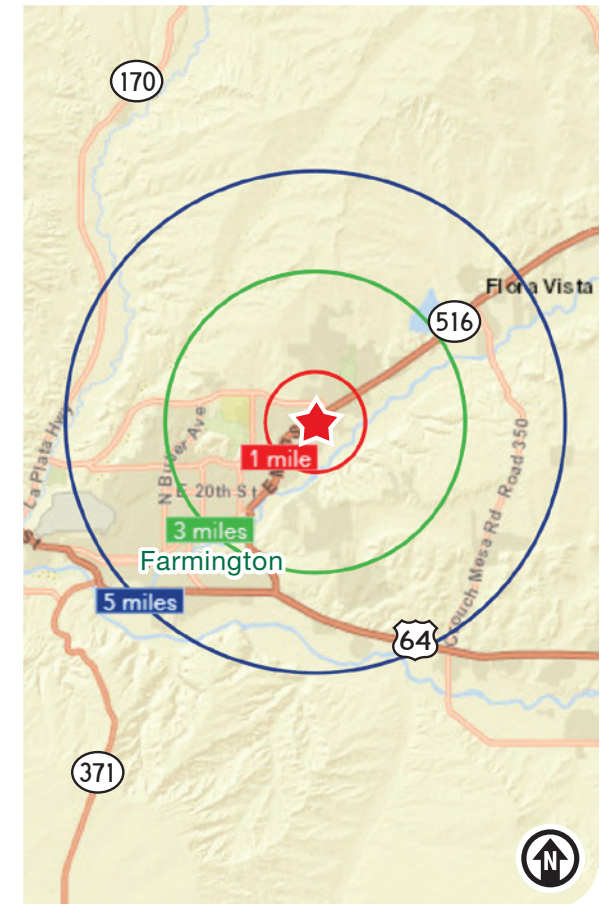 170
Flora Vista
516
La Plata Hwy
N Butler Ave
E Main St
1 mile
E 20th St
3 miles
Farmington
5 miles
Crouch Mesa Rd
Road 350
64
371
N